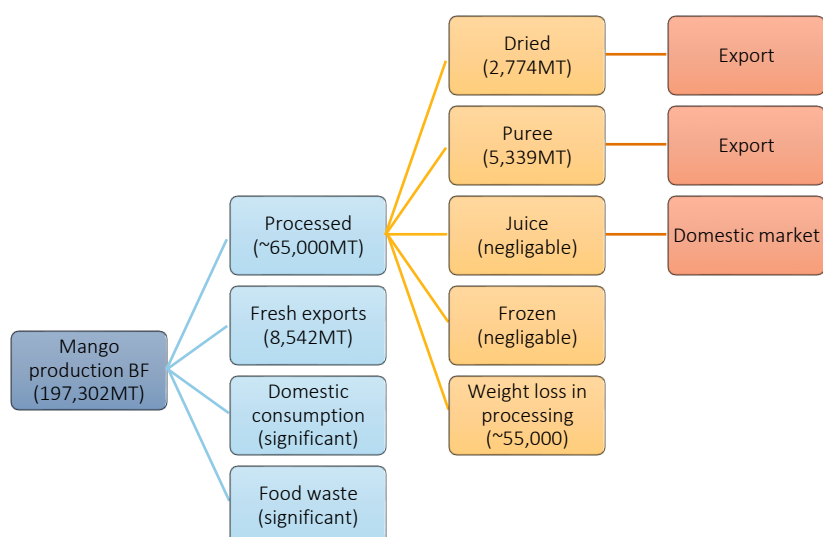 Dried
(2,774MT)
Export
Puree
(5,339MT)
Export
Processed
(~65,000MT)
Juice
(negligable)
Domestic market
Fresh exports
(8,542MT)
Frozen
(negligable)
Mango
production BF
(197,302MT)
Domestic
consumption
(significant)
Weight loss in
processing
(~55,000)
Food waste
(significant)